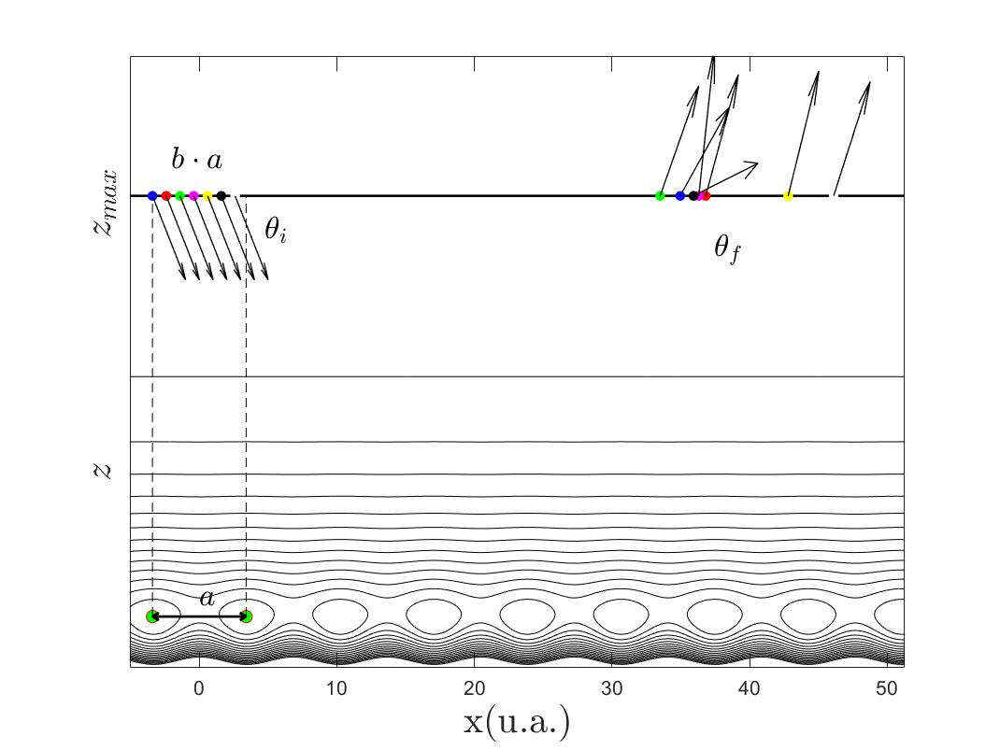 b · a
z_max
θ_i
θ_f
z
a
0 10 20 30 40 50
x(u.a.)